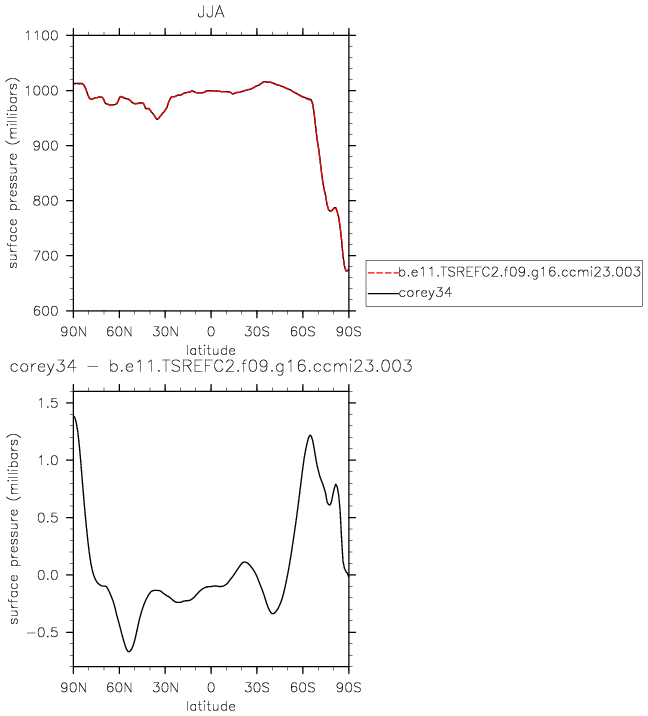 JJA
1100
1000
900
800
700
600
surface pressure (millibars)
90N 60N 30N 0 30S 60S 90S
latitude
b.e11.TSREFC2.f09.g16.ccmi23.003
corey34
corey34 − b.e11.TSREFC2.f09.g16.ccmi23.003
1.5
1.0
0.5
0.0
−0.5
surface pressure (millibars)
90N 60N 30N 0 30S 60S 90S
latitude